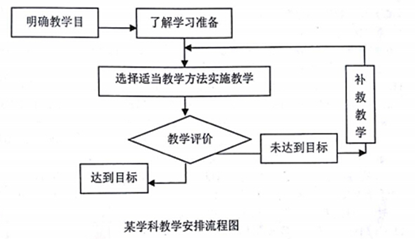 明确教学目
了解学习准备
选择适当教学方法实施教学
补救教学
教学评价
未达到目标
达到目标
某学科教学安排流程图